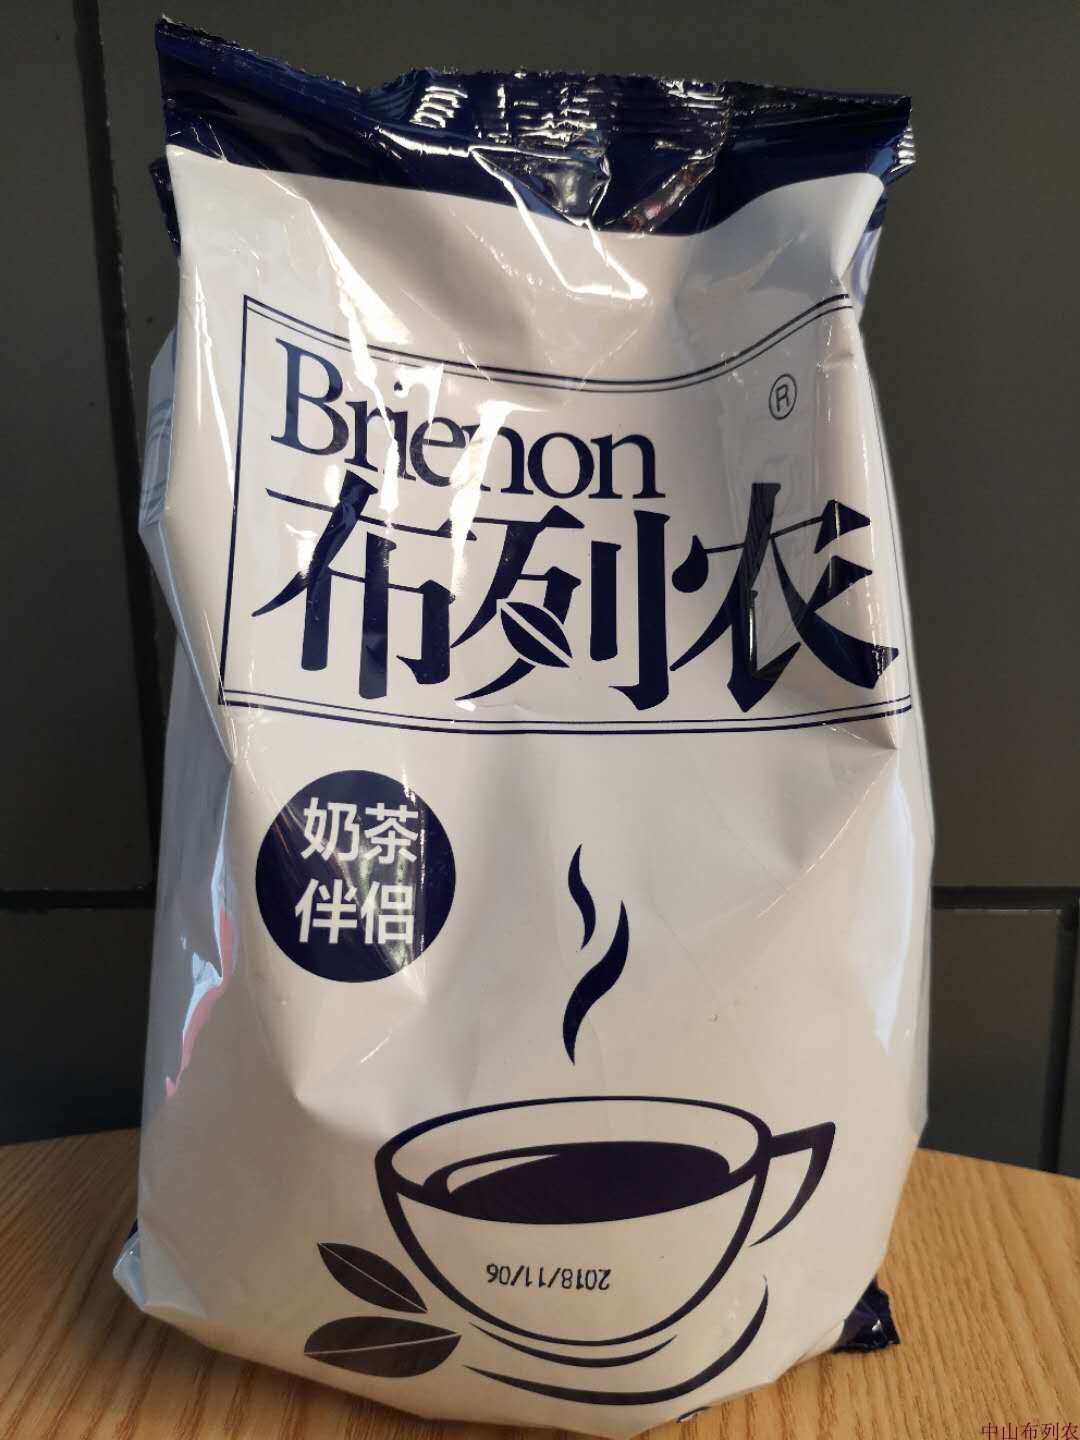 Brienon
®
布列农
奶茶
伴侣
2018/11/06
中山布列农